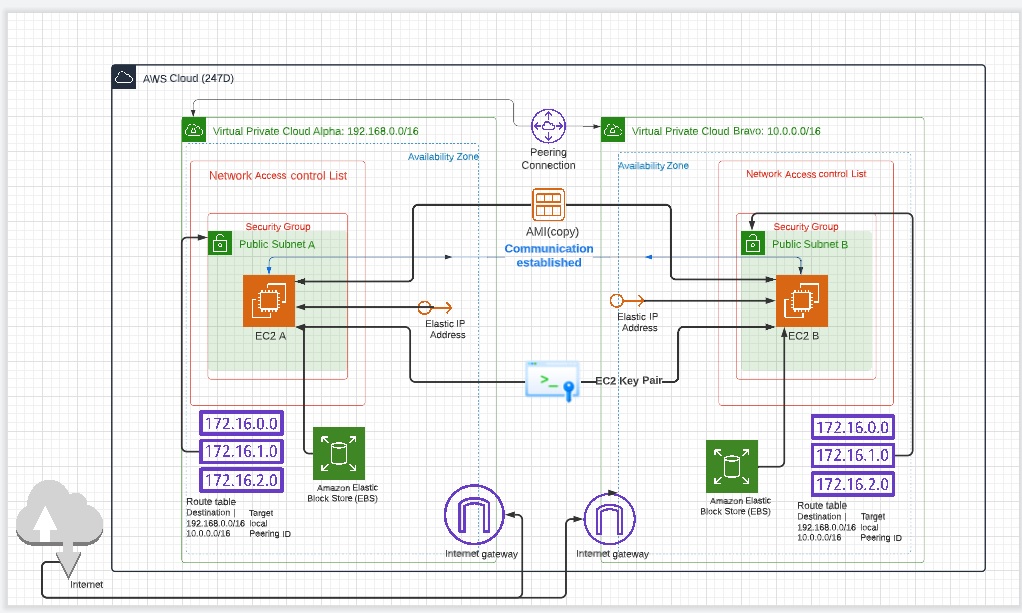 AWS Cloud (247D)
Virtual Private Cloud Alpha: 192.168.0.0/16
Peering
Connection
Virtual Private Cloud Bravo: 10.0.0.0/16
Availability Zone
Availability Zone
Network Access control List
Network Access control List
AMI(copy)
Communication
established
Security Group
Public Subnet A
Security Group
Public Subnet B
EC2 A
Elastic IP
Address
Elastic IP
Address
EC2 B
>_
EC2 Key Pair
172.16.0.0
172.16.1.0
172.16.2.0
Amazon Elastic
Block Store (EBS)
Route table
Destination | Target
192.168.0.0/16 local
10.0.0.0/16 Peering ID
Amazon Elastic
Block Store (EBS)
172.16.0.0
172.16.1.0
172.16.2.0
Route table
Destination | Target
192.168.0.0/16 local
10.0.0.0/16 Peering ID
Internet gateway
Internet gateway
Internet